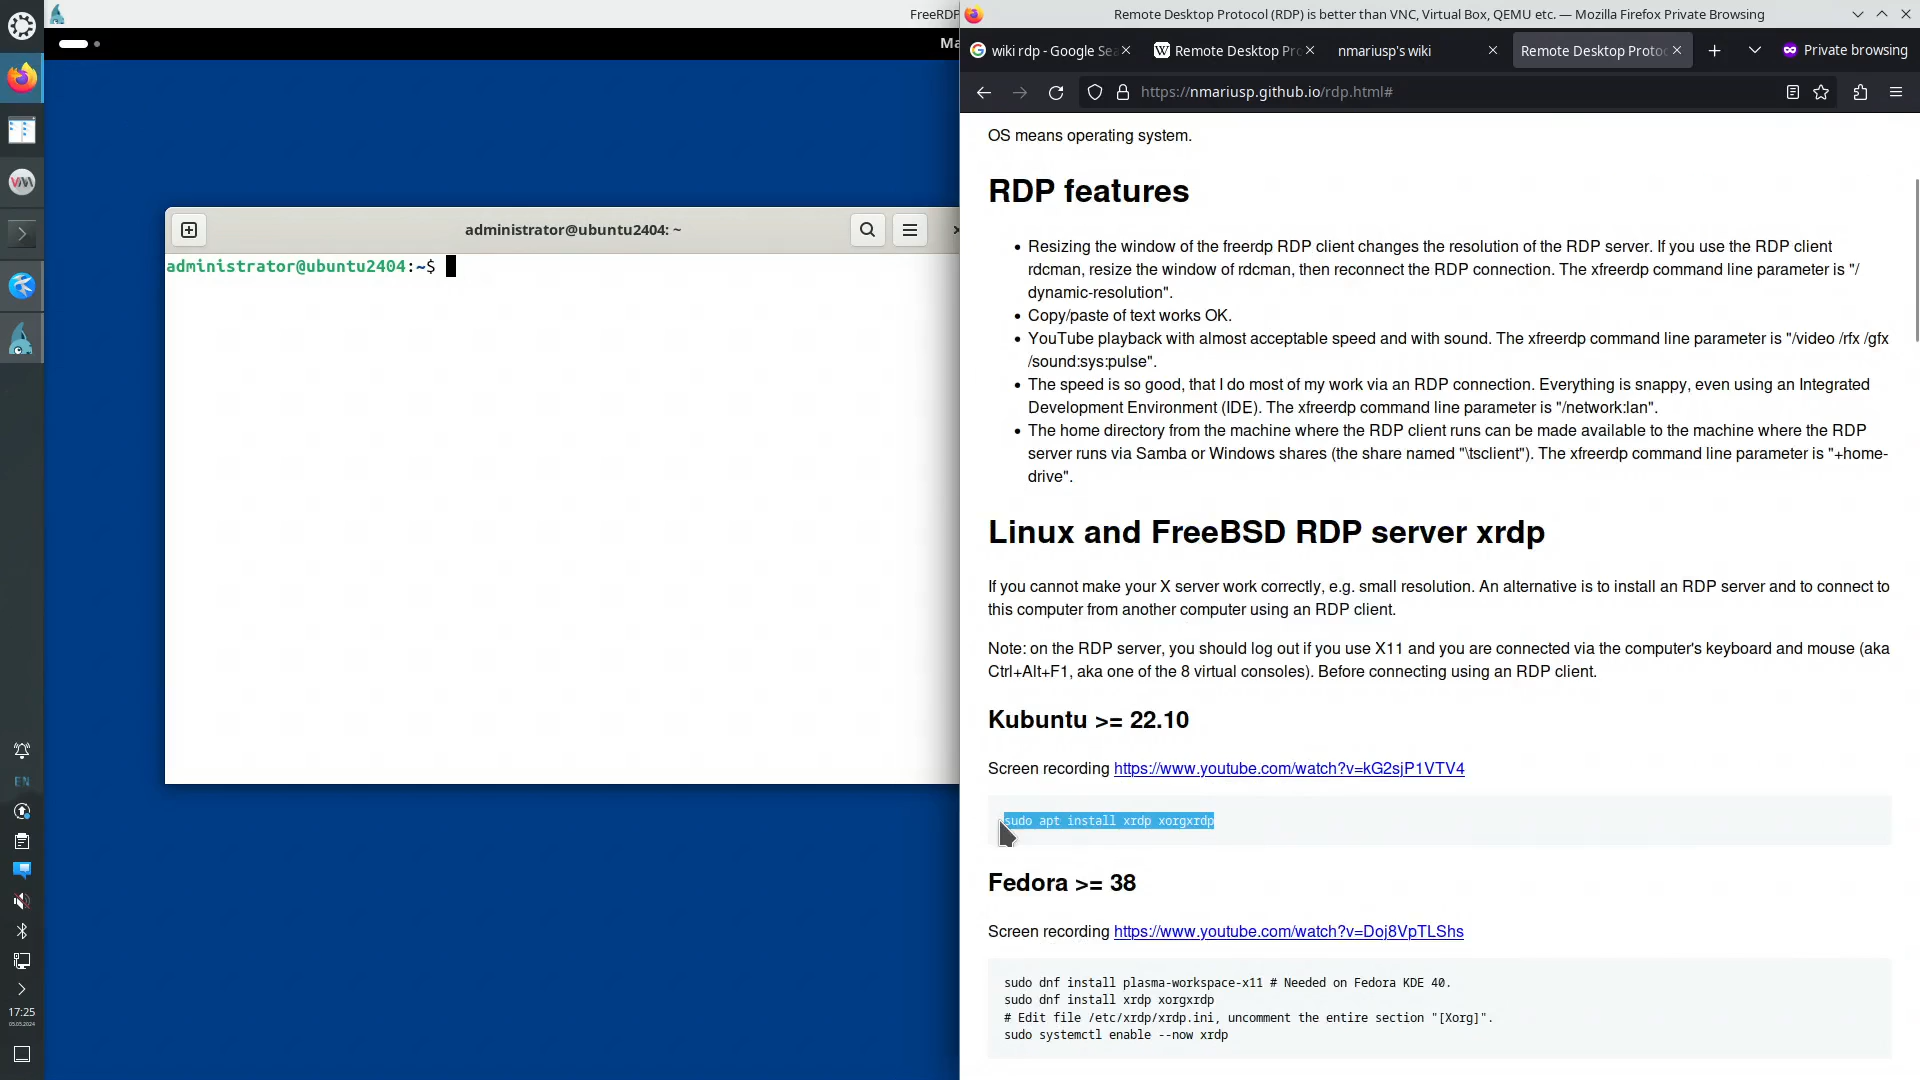 FreeRDP
Ma
administrator@ubuntu2404: ~
administrator@ubuntu2404:~$
EN
17:25
05.05.2024
Remote Desktop Protocol (RDP) is better than VNC, Virtual Box, QEMU etc. — Mozilla Firefox Private Browsing
wiki rdp - Google Sea
Remote Desktop Pro
nmariusp's wiki
Remote Desktop Protoc
Private browsing
https://nmariusp.github.io/rdp.html#
OS means operating system.
RDP features
• Resizing the window of the freerdp RDP client changes the resolution of the RDP server. If you use the RDP client
rdcman, resize the window of rdcman, then reconnect the RDP connection. The xfreerdp command line parameter is "/
dynamic-resolution".
• Copy/paste of text works OK.
• YouTube playback with almost acceptable speed and with sound. The xfreerdp command line parameter is "/video /rfx /gfx
/sound:sys:pulse".
• The speed is so good, that I do most of my work via an RDP connection. Everything is snappy, even using an Integrated
Development Environment (IDE). The xfreerdp command line parameter is "/network:lan".
• The home directory from the machine where the RDP client runs can be made available to the machine where the RDP
server runs via Samba or Windows shares (the share named "\tsclient"). The xfreerdp command line parameter is "+home-
drive".
Linux and FreeBSD RDP server xrdp
If you cannot make your X server work correctly, e.g. small resolution. An alternative is to install an RDP server and to connect to
this computer from another computer using an RDP client.
Note: on the RDP server, you should log out if you use X11 and you are connected via the computer's keyboard and mouse (aka
Ctrl+Alt+F1, aka one of the 8 virtual consoles). Before connecting using an RDP client.
Kubuntu >= 22.10
Screen recording https://www.youtube.com/watch?v=kG2sjP1VTV4
sudo apt install xrdp xorgxrdp
Fedora >= 38
Screen recording https://www.youtube.com/watch?v=Doj8VpTLShs
sudo dnf install plasma-workspace-x11 # Needed on Fedora KDE 40.
sudo dnf install xrdp xorgxrdp
# Edit file /etc/xrdp/xrdp.ini, uncomment the entire section "[Xorg]".
sudo systemctl enable --now xrdp